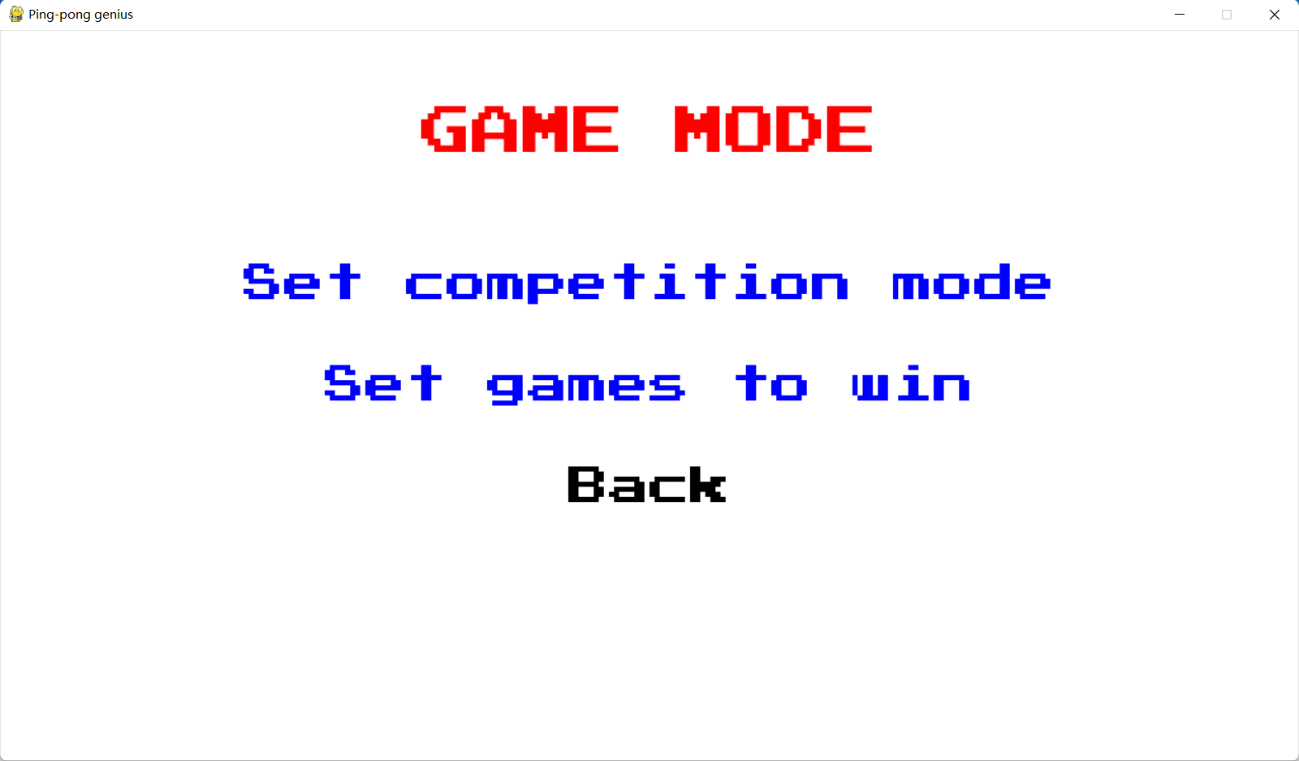 Ping-pong genius
GAME MODE
Set competition mode
Set games to win
Back